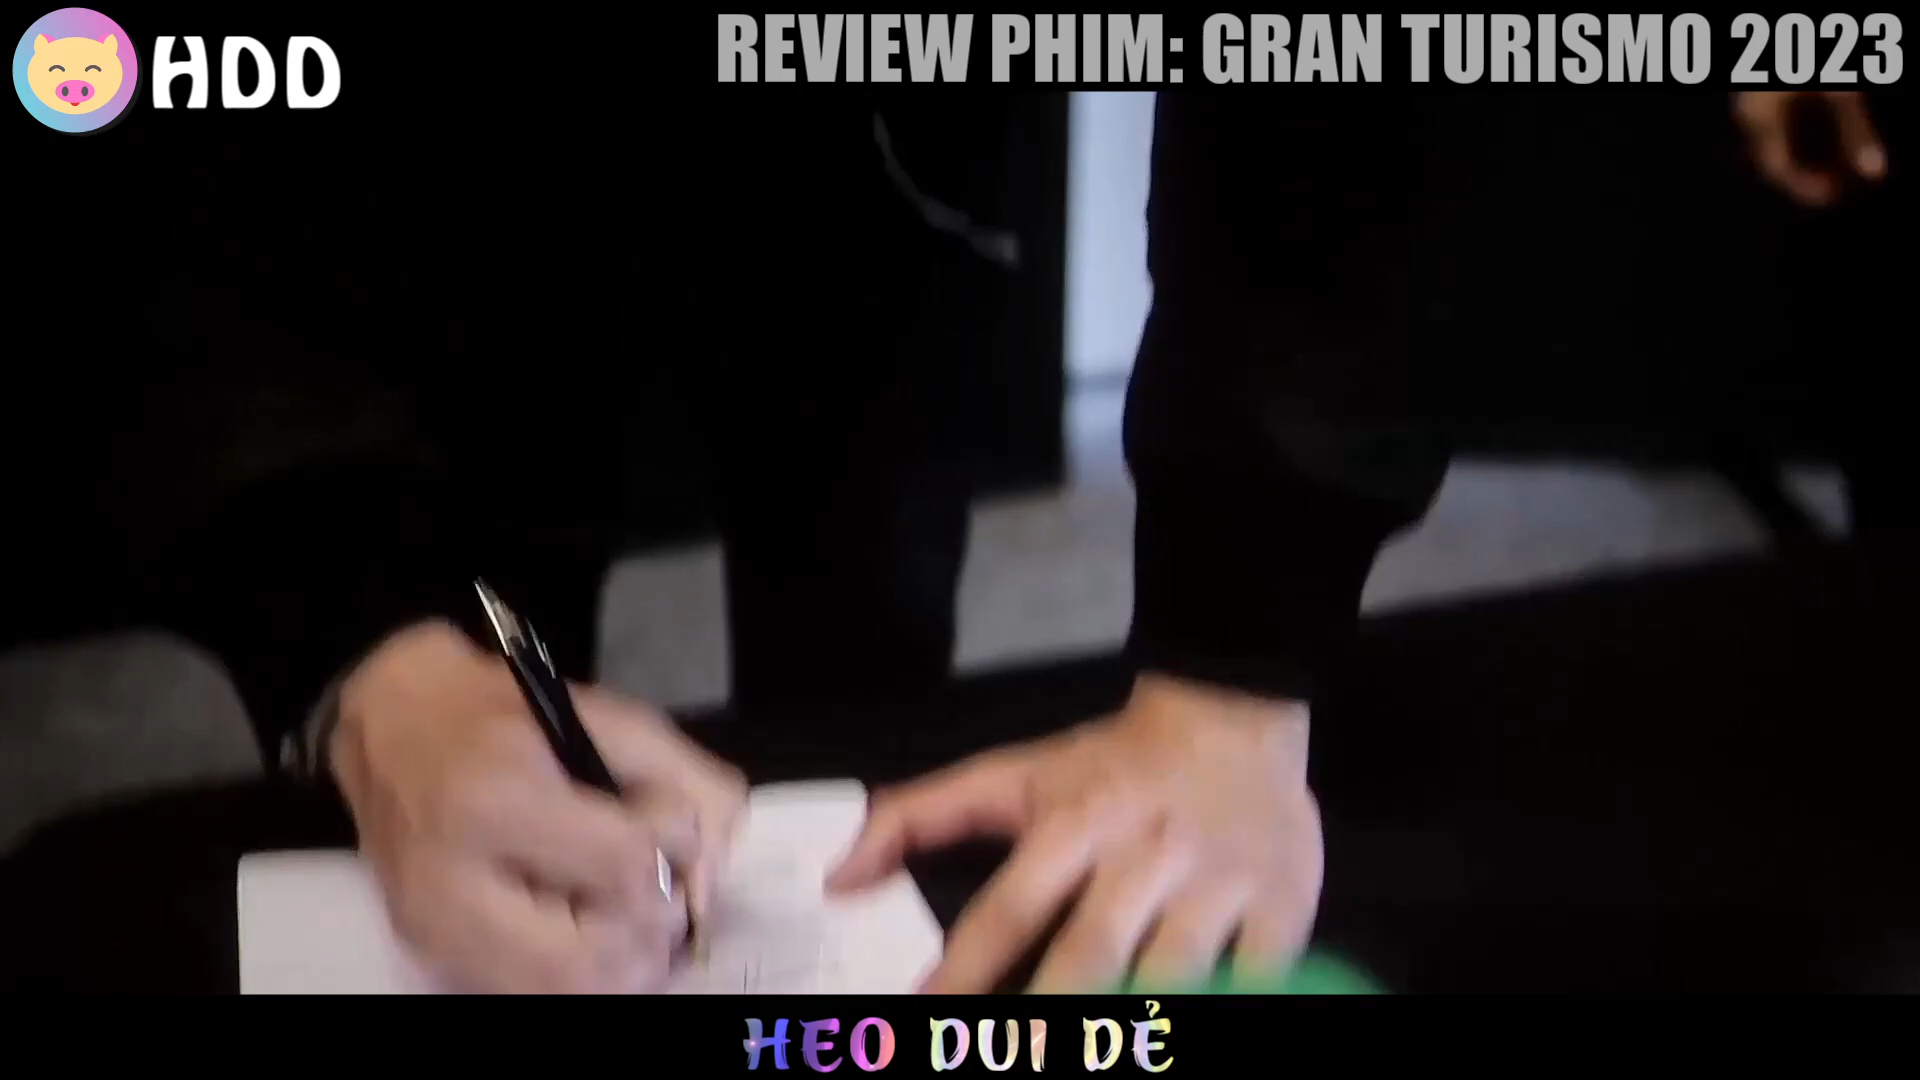 HDD
REVIEW PHIM: GRAN TURISMO 2023
HEO DUI DẺ